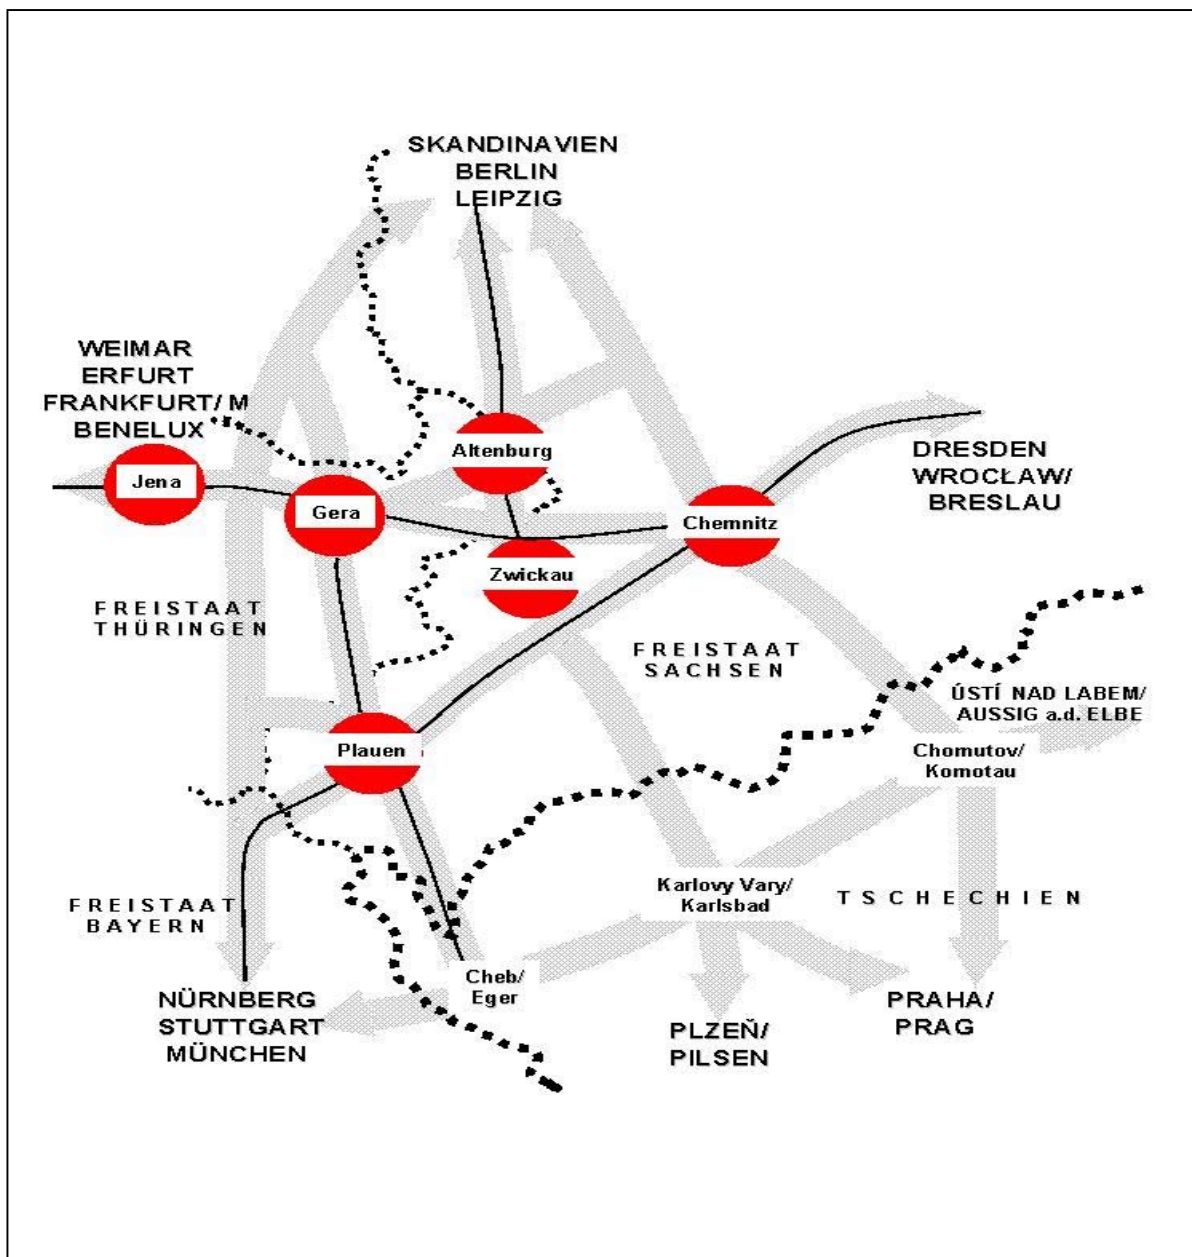 SKANDINAVIEN
BERLIN
LEIPZIG
WEIMAR
ERFURT
FRANKFURT/ M
BENELUX
Altenburg
DRESDEN
WROCŁAW/
BRESLAU
Jena
Gera
Chemnitz
Zwickau
FREISTAAT
THÜRINGEN
FREISTAAT
SACHSEN
ÚSTÍ NAD LABEM/
AUSSIG a.d. ELBE
Plauen
Chomutov/
Komotau
Karlovy Vary/
Karlsbad
TSCHECHIEN
FREISTAAT
BAYERN
Cheb/
Eger
NÜRNBERG
STUTTGART
MÜNCHEN
PLZEŇ/
PILSEN
PRAHA/
PRAG